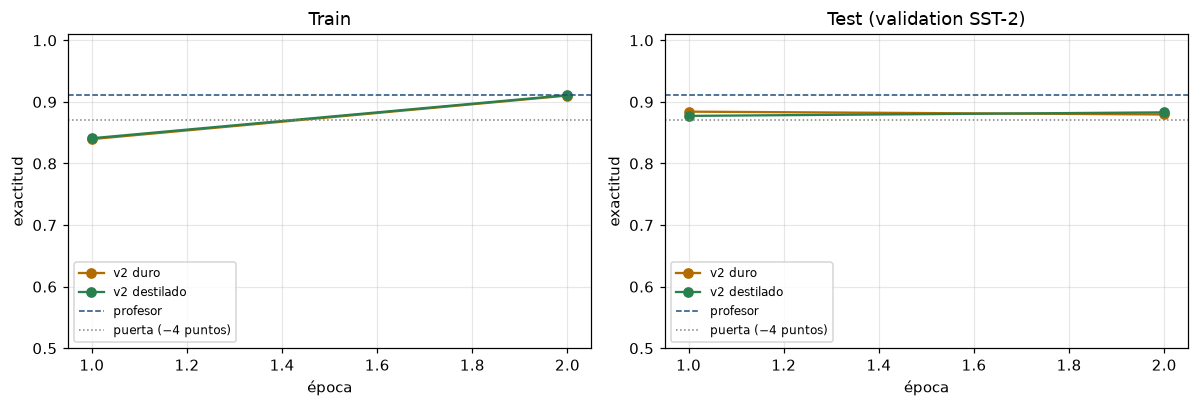 Train
exactitud
1.0
0.9
0.8
0.7
0.6
0.5
v2 duro
v2 destilado
profesor
puerta (−4 puntos)
1.0 1.2 1.4 1.6 1.8 2.0
época
Test (validation SST-2)
exactitud
1.0
0.9
0.8
0.7
0.6
0.5
v2 duro
v2 destilado
profesor
puerta (−4 puntos)
1.0 1.2 1.4 1.6 1.8 2.0
época